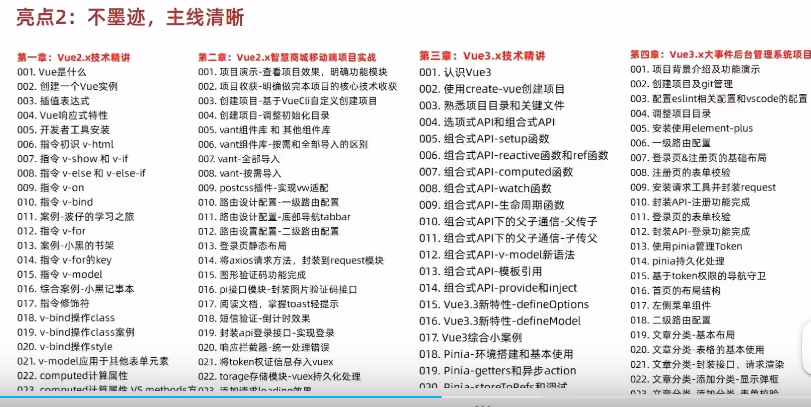 亮点2：不墨迹，主线清晰
第一章：Vue2.x技术精讲
001. Vue是什么
002. 创建一个Vue实例
003. 插值表达式
004. Vue响应式特性
005. 开发者工具安装
006. 指令初识 v-html
007. 指令 v-show 和 v-if
008. 指令 v-else 和 v-else-if
009. 指令 v-on
010. 指令 v-bind
011. 案例-波仔的学习之旅
012. 指令 v-for
013. 案例-小黑的书架
014. 指令 v-for的key
015. 指令 v-model
016. 综合案例-小黑记事本
017. 指令修饰符
018. v-bind操作class
019. v-bind操作class案例
020. v-bind操作style
021. v-model应用于其他表单元素
022. computed计算属性
023. computed计算属性 VS methods方
第二章：Vue2.x智慧商城移动端项目实战
001. 项目演示-查看项目效果，明确功能模块
002. 项目收获-明确做完本项目的核心技术收获
003. 创建项目-基于VueCli自定义创建项目
004. 创建项目-调整初始化目录
005. vant组件库 和 其他组件库
006. vant组件库-按需和全部导入的区别
007. vant-全部导入
008. vant-按需导入
009. postcss插件-实现vw适配
010. 路由设计配置-一级路由配置
011. 路由设计配置-底部导航tabbar
012. 路由设置配置-二级路由配置
013. 登录页静态布局
014. 将axios请求方法，封装到request模块
015. 图形验证码功能完成
016. pi接口模块-封装图片验证码接口
017. 阅读文档，掌握toast轻提示
018. 短信验证-倒计时效果
019. 封装api登录接口-实现登录
020. 响应拦截器-统一处理错误
021. 将token权证信息存入vuex
022. torage存储模块-vuex持久化处理
023. 添加请求loading效果
第三章：Vue3.x技术精讲
001. 认识Vue3
002. 使用create-vue创建项目
003. 熟悉项目目录和关键文件
004. 选项式API和组合式API
005. 组合式API-setup函数
006. 组合式API-reactive函数和ref函数
007. 组合式API-computed函数
008. 组合式API-watch函数
009. 组合式API-生命周期函数
010. 组合式API下的父子通信-父传子
011. 组合式API下的父子通信-子传父
012. 组合式API-v-model新语法
013. 组合式API-模板引用
014. 组合式API-provide和inject
015. Vue3.3新特性-defineOptions
016. Vue3.3新特性-defineModel
017. Vue3综合小案例
018. Pinia-环境搭建和基本使用
019. Pinia-getters和异步action
020. Pinia-storeToRefs和调试
第四章：Vue3.x大事件后台管理系统项目
001. 项目背景介绍及功能演示
002. 创建项目及git管理
003. 配置eslint相关配置和vscode的配置
004. 调整项目目录
005. 安装使用element-plus
006. 一级路由配置
007. 登录页&注册页的基础布局
008. 注册页的表单校验
009. 安装请求工具并封装request
010. 封装API-注册功能完成
011. 登录页的表单校验
012. 封装API-登录功能完成
013. 使用pinia管理Token
014. pinia持久化处理
015. 基于token权限的导航守卫
016. 首页的布局结构
017. 左侧菜单组件
018. 二级路由配置
019. 文章分类-基本布局
020. 文章分类-表格的基本使用
021. 文章分类-封装接口、请求渲染
022. 文章分类-添加分类-显示弹框
023. 文章分类-添加分类-表单校验